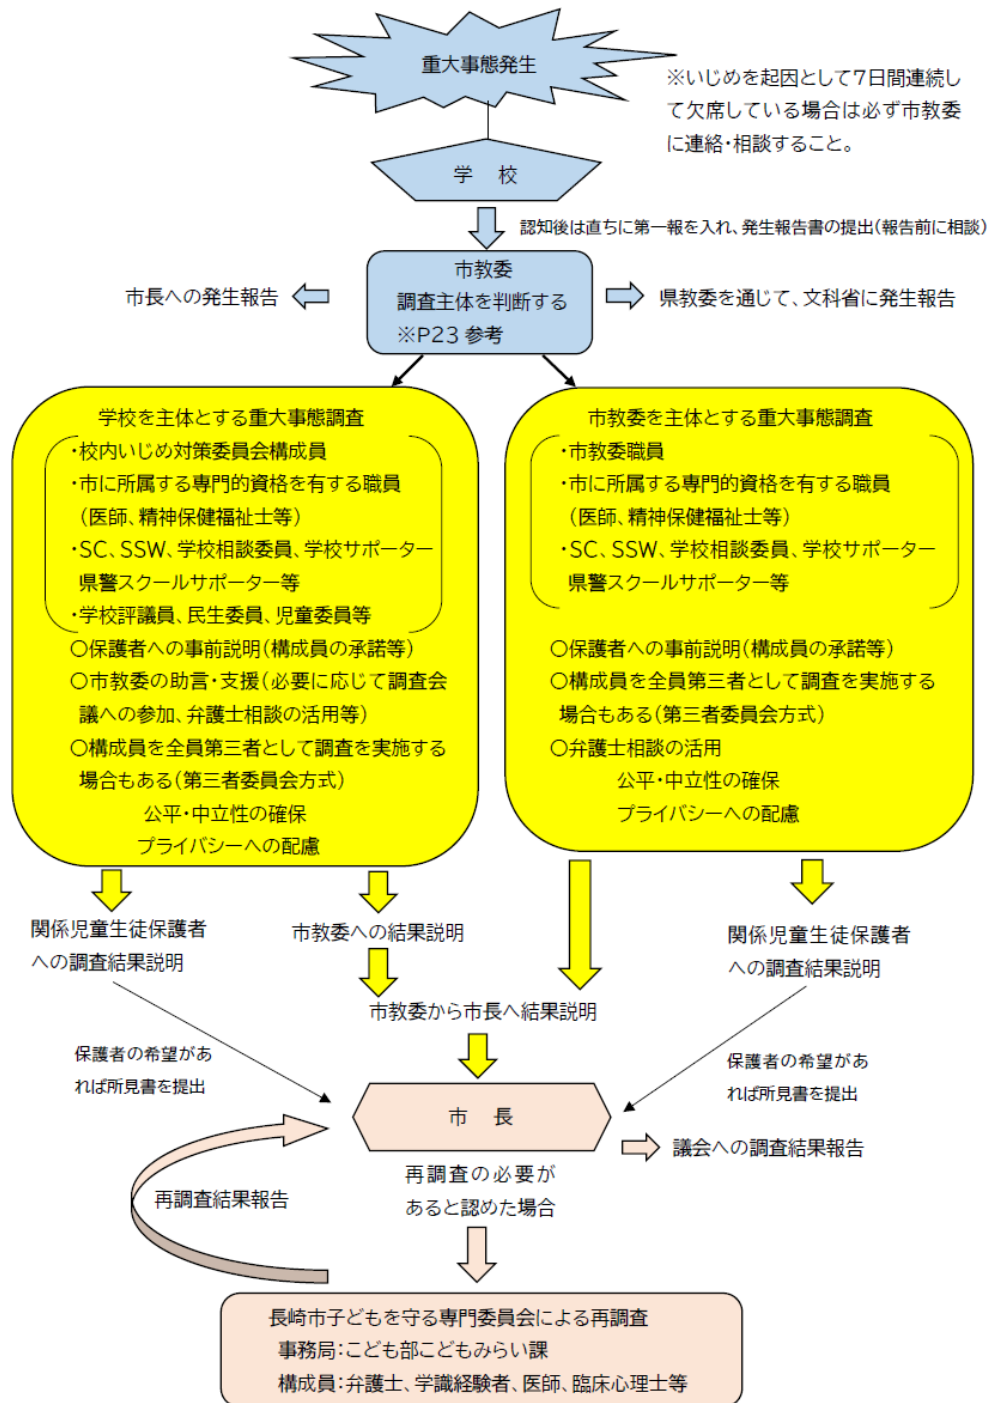 重大事態発生
※いじめを起因として7日間連続し
て欠席している場合は必ず市教委
に連絡・相談すること。
学　校
認知後は直ちに第一報を入れ、発生報告書の提出(報告前に相談)
市教委
調査主体を判断する
※P23 参考
市長への発生報告
県教委を通じて、文科省に発生報告
学校を主体とする重大事態調査
・校内いじめ対策委員会構成員
・市に所属する専門的資格を有する職員
(医師、精神保健福祉士等)
・SC、SSW、学校相談委員、学校サポーター
県警スクールサポーター等
・学校評議員、民生委員、児童委員等
○保護者への事前説明(構成員の承諾等)
○市教委の助言・支援(必要に応じて調査会
議への参加、弁護士相談の活用等)
○構成員を全員第三者として調査を実施する
場合もある(第三者委員会方式)
公平・中立性の確保
プライバシーへの配慮
市教委を主体とする重大事態調査
・市教委職員
・市に所属する専門的資格を有する職員
(医師、精神保健福祉士等)
・SC、SSW、学校相談委員、学校サポーター
県警スクールサポーター等
○保護者への事前説明(構成員の承諾等)
○構成員を全員第三者として調査を実施する
場合もある(第三者委員会方式)
○弁護士相談の活用
公平・中立性の確保
プライバシーへの配慮
関係児童生徒保護者
への調査結果説明
市教委への結果説明
関係児童生徒保護者
への調査結果説明
市教委から市長へ結果説明
保護者の希望があ
れば所見書を提出
保護者の希望があ
れば所見書を提出
市　長
議会への調査結果報告
再調査の必要が
あると認めた場合
再調査結果報告
長崎市子どもを守る専門委員会による再調査
事務局:こども部こどもみらい課
構成員:弁護士、学識経験者、医師、臨床心理士等